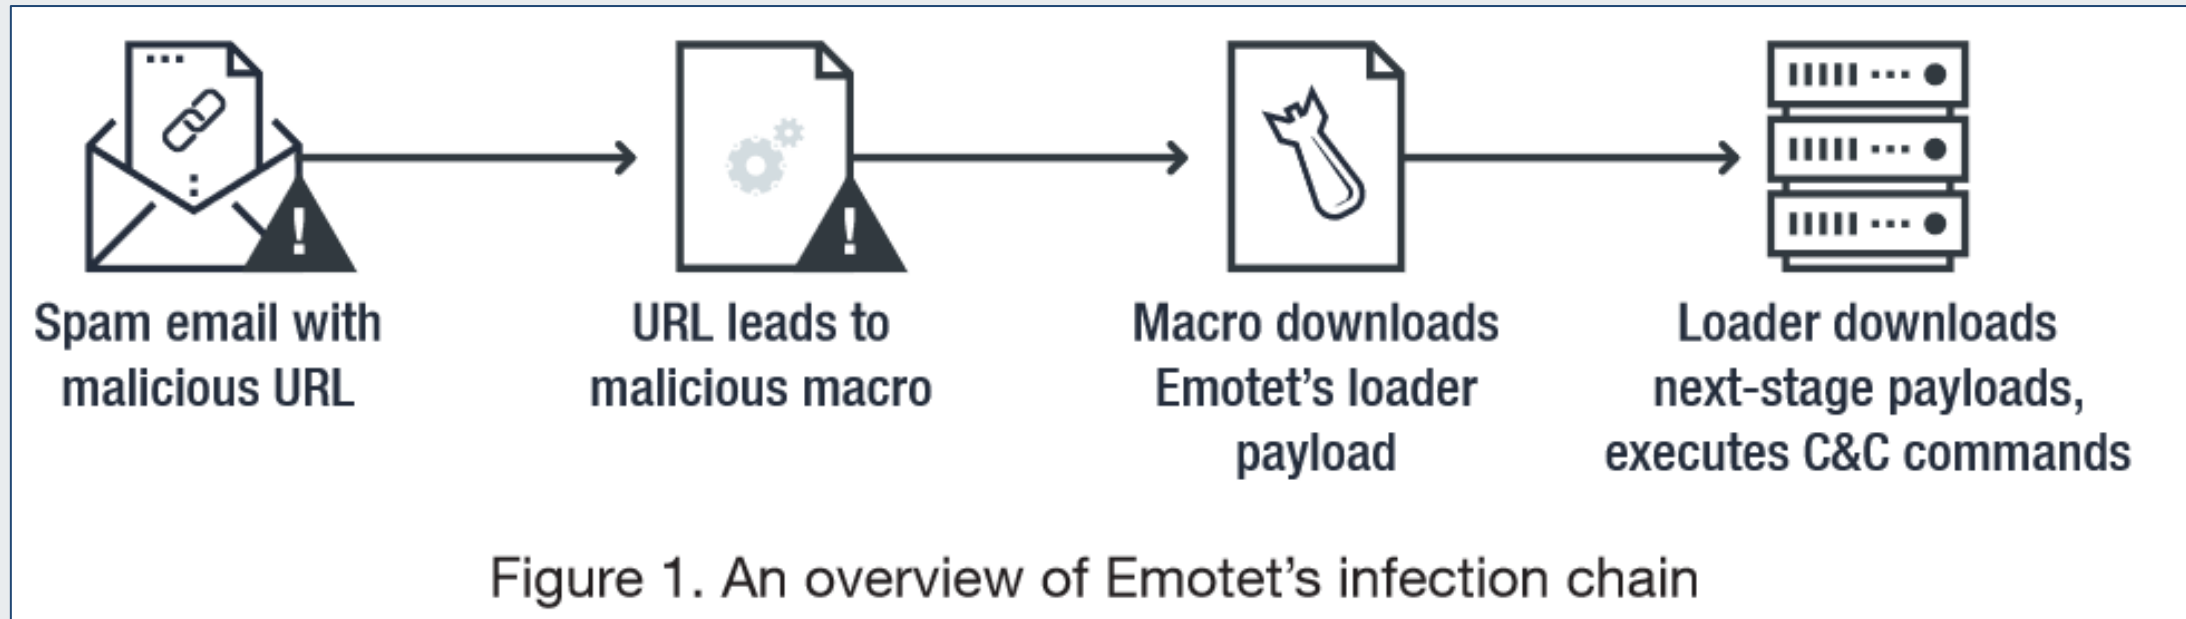 Spam email with
malicious URL
URL leads to
malicious macro
Macro downloads
Emotet’s loader
payload
Loader downloads
next-stage payloads,
executes C&C commands
Figure 1. An overview of Emotet’s infection chain